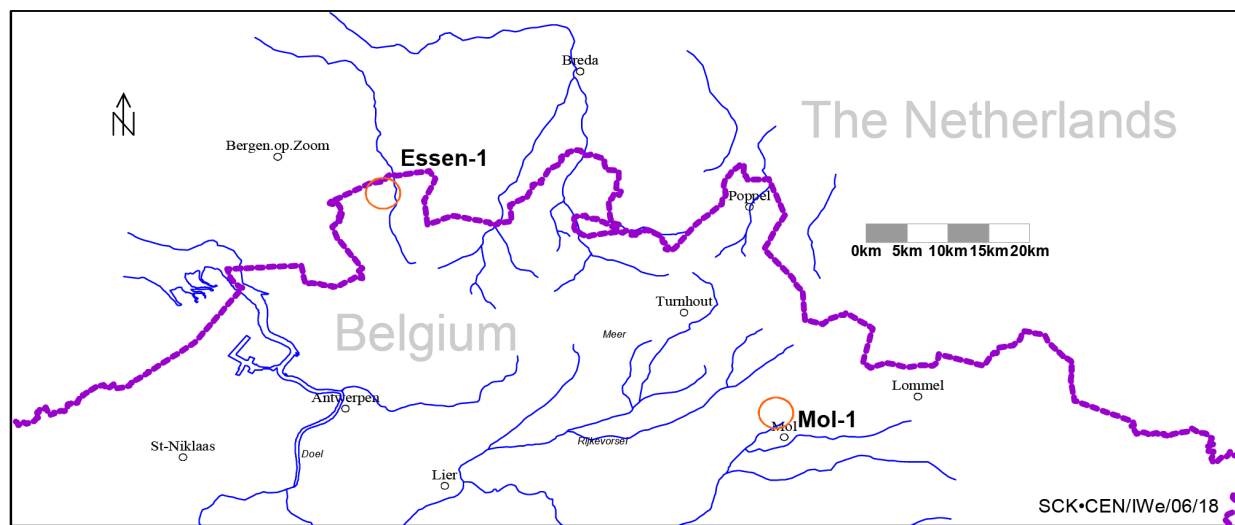 Breda
The Netherlands
N
Bergen.op.Zoom
Essen-1
Poppel
0km 5km 10km 15km 20km
Turnhout
Belgium
Meer
Lommel
Antwerpen
Mol-1
Mol
St-Niklaas
Doel
Rijkevorsel
Lier
SCK•CEN/IWe/06/18